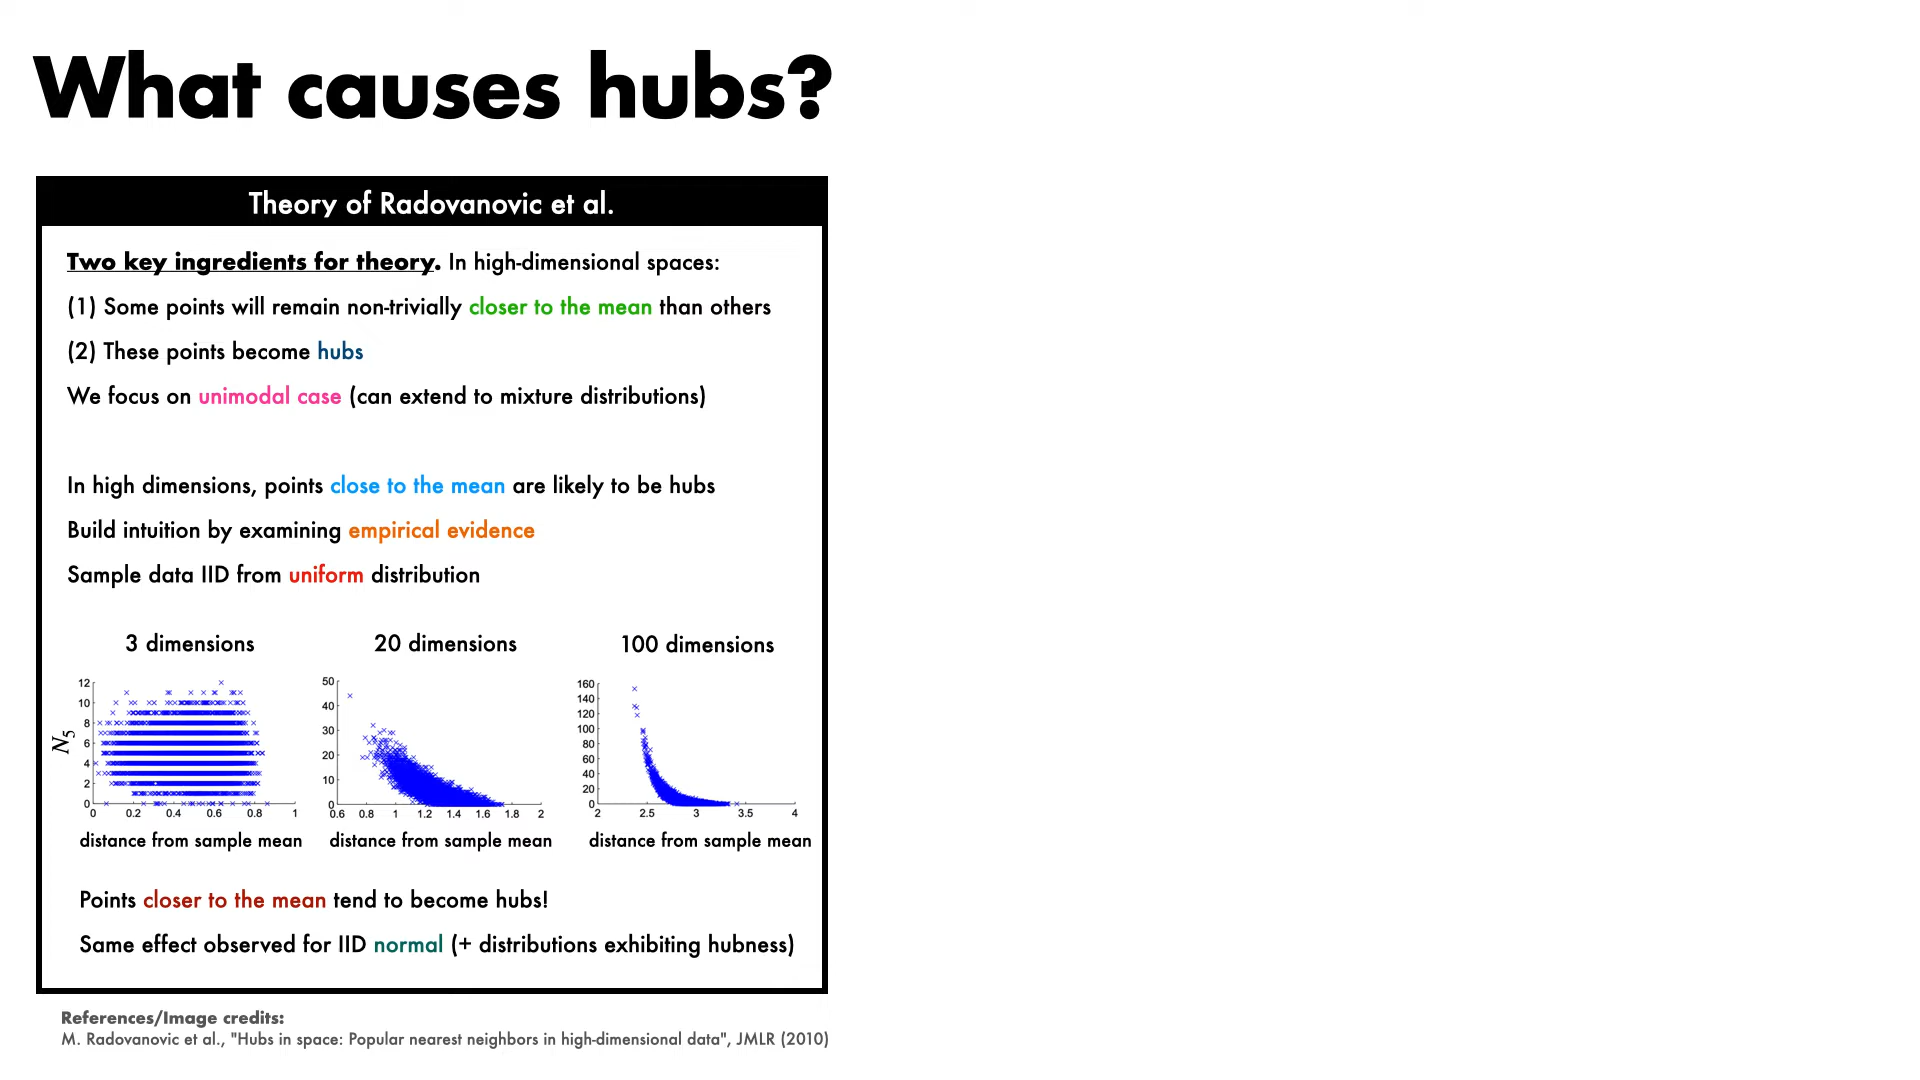 What causes hubs?
Theory of Radovanovic et al.
Two key ingredients for theory. In high-dimensional spaces:
(1) Some points will remain non-trivially closer to the mean than others
(2) These points become hubs
We focus on unimodal case (can extend to mixture distributions)
In high dimensions, points close to the mean are likely to be hubs
Build intuition by examining empirical evidence
Sample data IID from uniform distribution
3 dimensions
12
10
8
6
4
2
0
N5
0 0.2 0.4 0.6 0.8 1
distance from sample mean
20 dimensions
50
40
30
20
10
0
0.6 0.8 1 1.2 1.4 1.6 1.8 2
distance from sample mean
100 dimensions
160
140
120
100
80
60
40
20
0
2 2.5 3 3.5 4
distance from sample mean
Points closer to the mean tend to become hubs!
Same effect observed for IID normal (+ distributions exhibiting hubness)
References/Image credits:
M. Radovanovic et al., "Hubs in space: Popular nearest neighbors in high-dimensional data", JMLR (2010)